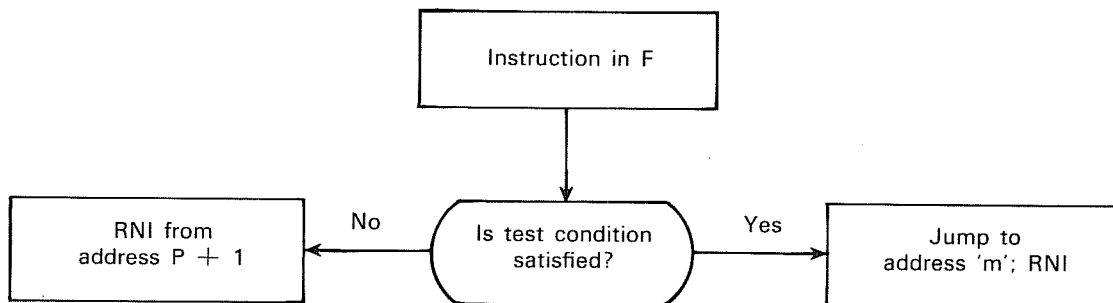 Instruction in F
No
Yes
RNI from
address P + 1
Is test condition
satisfied?
Jump to
address 'm'; RNI